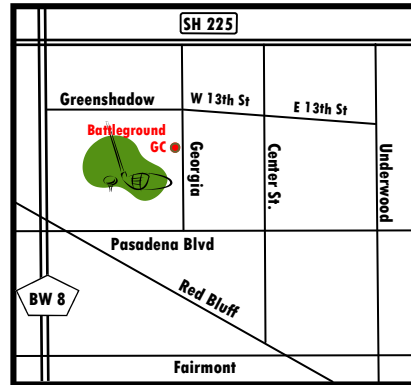 SH 225
Greenshadow
W 13th St
E 13th St
Battleground
GC
Georgia
Center St.
Underwood
Pasadena Blvd
Red Bluff
BW 8
Fairmont